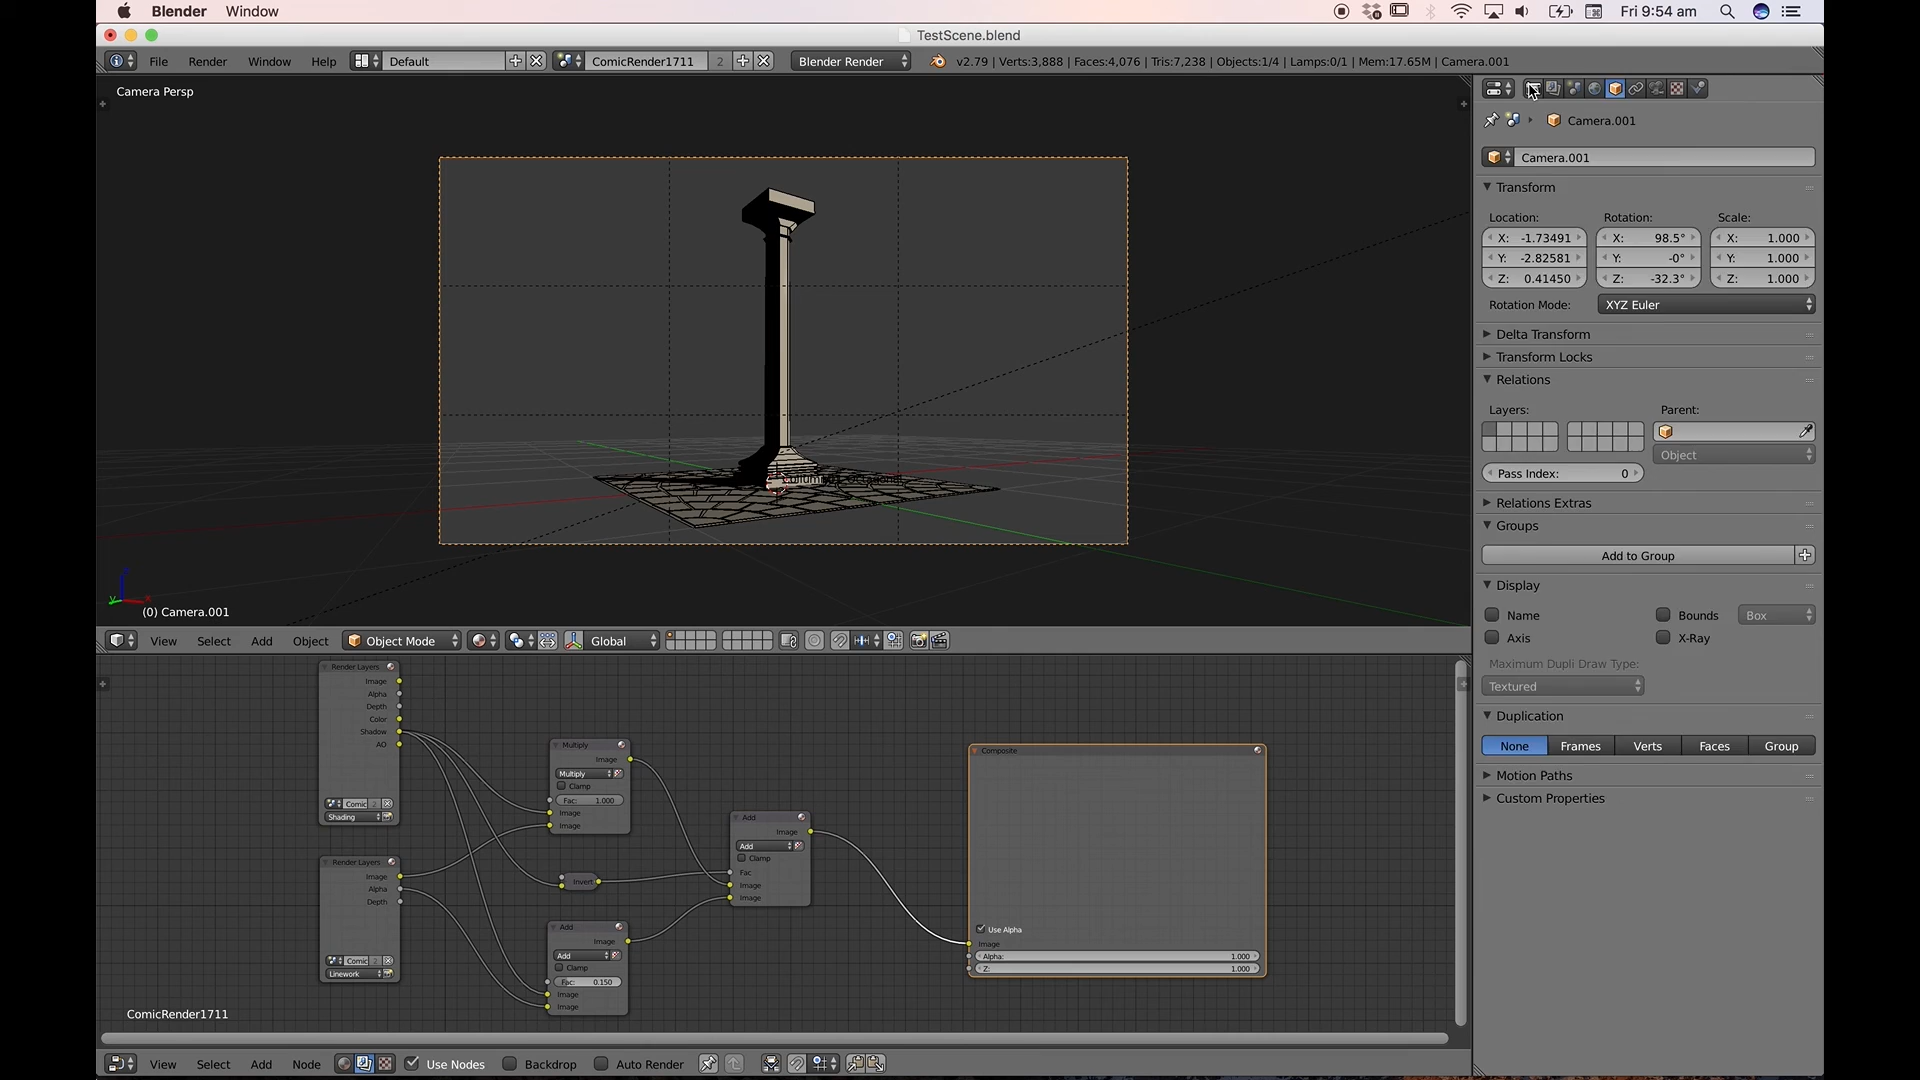 Blender Window Fri 9:54 am
TestScene.blend
File Render Window Help Default ComicRender1711 2 Blender Render v2.79 | Verts:3,888 | Faces:4,076 | Tris:7,238 | Objects:1/4 | Lamps:0/1 | Mem:17.65M | Camera.001
Camera Persp
(0) Camera.001
View Select Add Object Object Mode Global
Render Layers
Image
Alpha
Depth
Color
Shadow
AO
Comic 2
Shading
Render Layers
Image
Alpha
Depth
Comic 2
Linework
Multiply
Image
Multiply
Clamp
Fac: 1.000
Image
Image
Invert
Add
Image
Add
Clamp
Fac: 0.150
Image
Image
Add
Image
Add
Clamp
Fac
Image
Image
Composite
Use Alpha
Image
Alpha: 1.000
Z: 1.000
ComicRender1711
View Select Add Node Use Nodes Backdrop Auto Render
Camera.001
Camera.001
Transform
Location: Rotation: Scale:
X: -1.73491 X: 98.5° X: 1.000
Y: -2.82581 Y: -0° Y: 1.000
Z: 0.41450 Z: -32.3° Z: 1.000
Rotation Mode: XYZ Euler
Delta Transform
Transform Locks
Relations
Layers: Parent:
Object
Pass Index: 0
Relations Extras
Groups
Add to Group
Display
Name Bounds Box
Axis X-Ray
Maximum Dupli Draw Type:
Textured
Duplication
None Frames Verts Faces Group
Motion Paths
Custom Properties